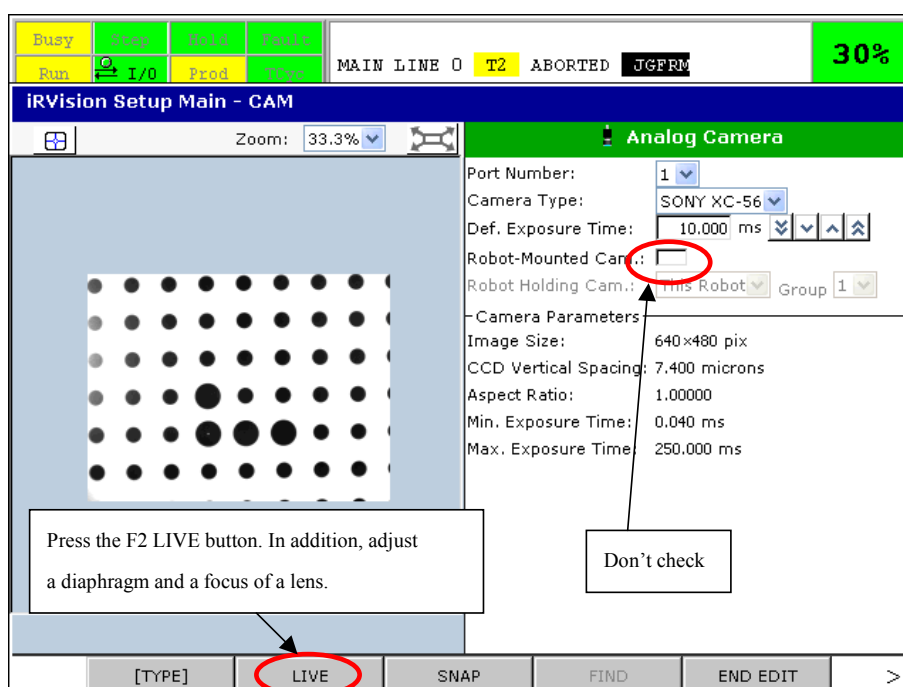 Busy Step Hold Fault
Run I/O Prod TCyc
MAIN LINE 0 T2 ABORTED JGFRM
30%
iRVision Setup Main - CAM
Zoom: 33.3%
Analog Camera
Port Number: 1
Camera Type: SONY XC-56
Def. Exposure Time: 10.000 ms
Robot-Mounted Cam.:
Robot Holding Cam.: This Robot Group 1
Camera Parameters
Image Size: 640×480 pix
CCD Vertical Spacing: 7.400 microns
Aspect Ratio: 1.00000
Min. Exposure Time: 0.040 ms
Max. Exposure Time: 250.000 ms
Press the F2 LIVE button. In addition, adjust
a diaphragm and a focus of a lens.
Don't check
[TYPE] LIVE SNAP FIND END EDIT >